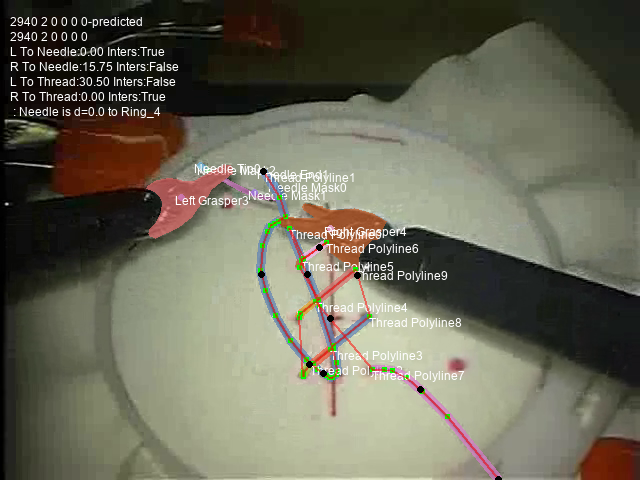 2940 2 0 0 0 0-predicted
2940 2 0 0 0 0
L To Needle:0.00 Inters:True
R To Needle:15.75 Inters:False
L To Thread:30.50 Inters:False
R To Thread:0.00 Inters:True
: Needle is d=0.0 to Ring_4
Needle Tip0
Needle End
Thread Polyline1
Needle Mask0
Needle Mask1
Left Grasper3
Right Grasper4
Thread Polyline6
Thread Polyline5
Thread Polyline9
Thread Polyline4
Thread Polyline8
Thread Polyline3
Thread Polyline7